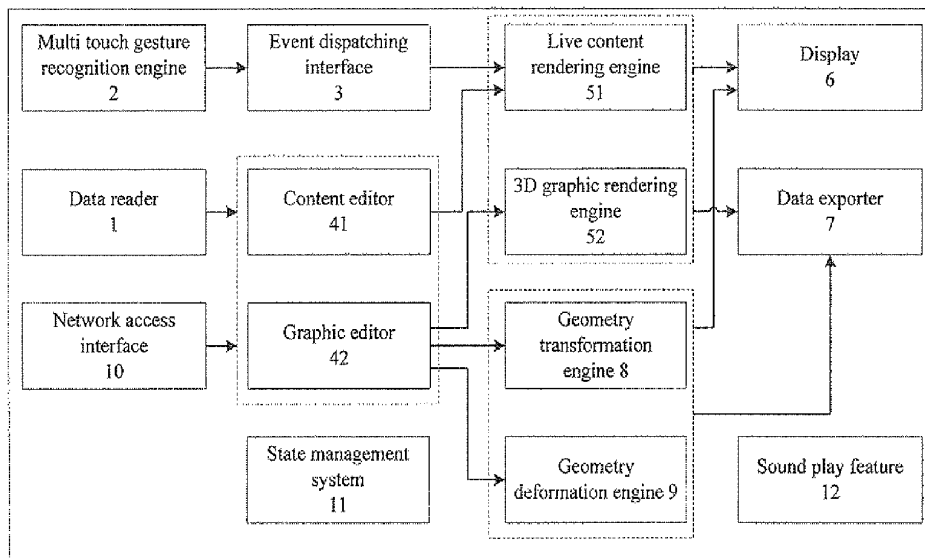 Multi touch gesture
recognition engine
2
Event dispatching
interface
3
Live content
rendering engine
51
Display
6
Data reader
1
Content editor
41
3D graphic rendering
engine
52
Data exporter
7
Network access
interface
10
Graphic editor
42
Geometry
transformation
engine 8
State management
system
11
Geometry
deformation engine 9
Sound play feature
12